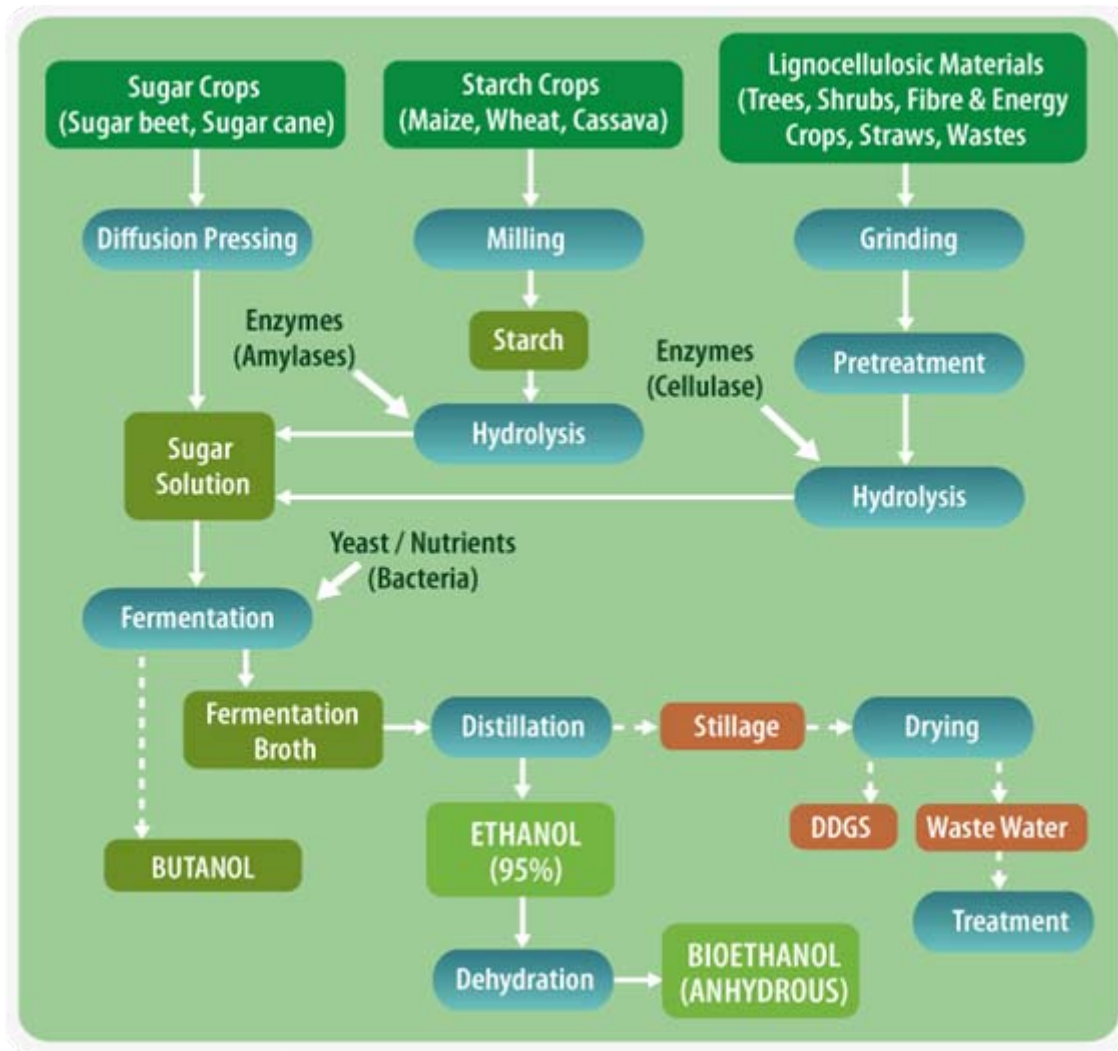 Sugar Crops
(Sugar beet, Sugar cane)
Starch Crops
(Maize, Wheat, Cassava)
Lignocellulosic Materials
(Trees, Shrubs, Fibre & Energy
Crops, Straws, Wastes
Diffusion Pressing
Milling
Grinding
Enzymes
(Amylases)
Starch
Enzymes
(Cellulase)
Pretreatment
Hydrolysis
Sugar
Solution
Hydrolysis
Yeast / Nutrients
(Bacteria)
Fermentation
Fermentation
Broth
Distillation
Stillage
Drying
BUTANOL
ETHANOL
(95%)
DDGS
Waste Water
Treatment
Dehydration
BIOETHANOL
(ANHYDROUS)